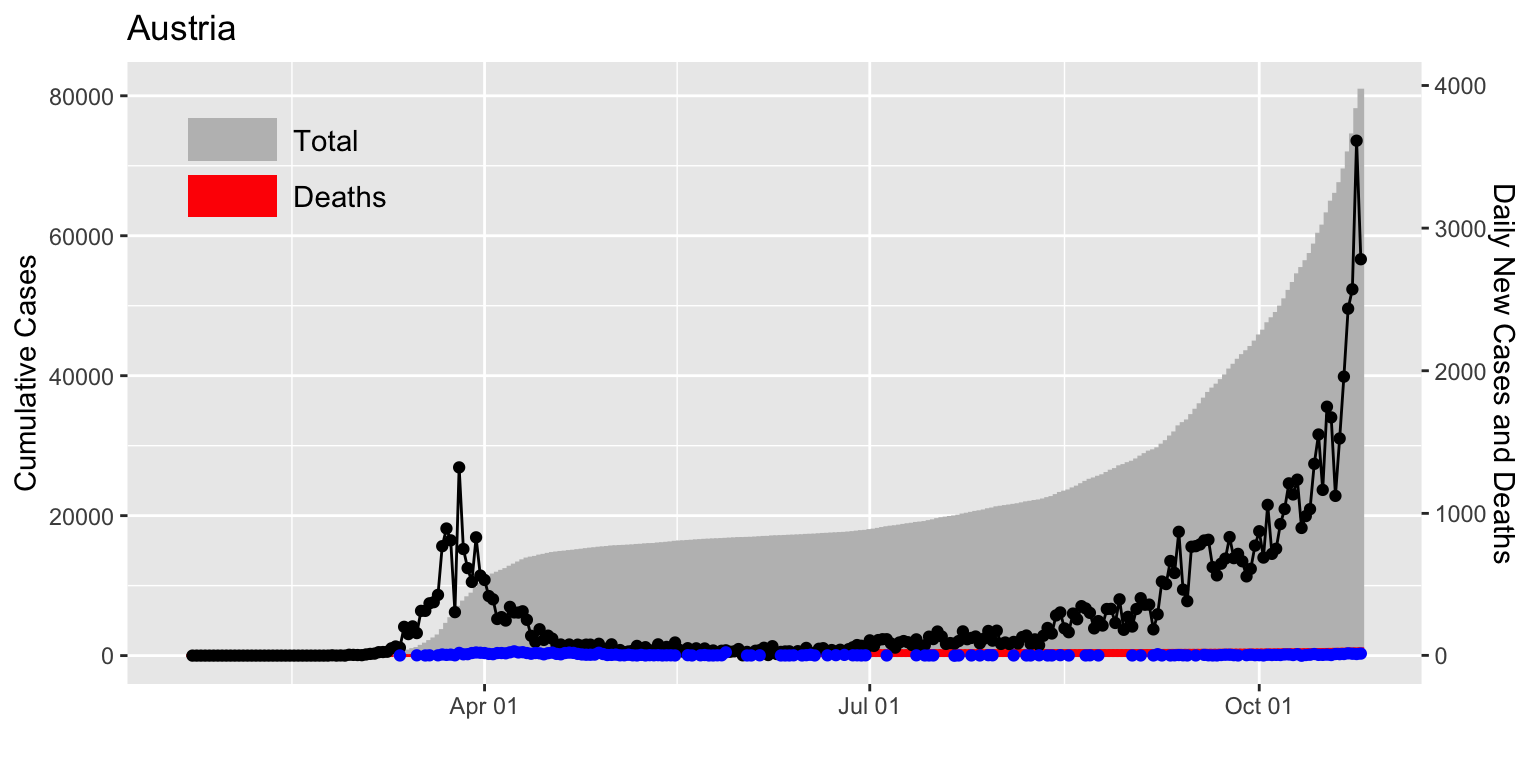 Austria
80000
60000
40000
20000
0
Cumulative Cases
Total
Deaths
4000
3000
2000
1000
0
Daily New Cases and Deaths
Apr 01
Jul 01
Oct 01